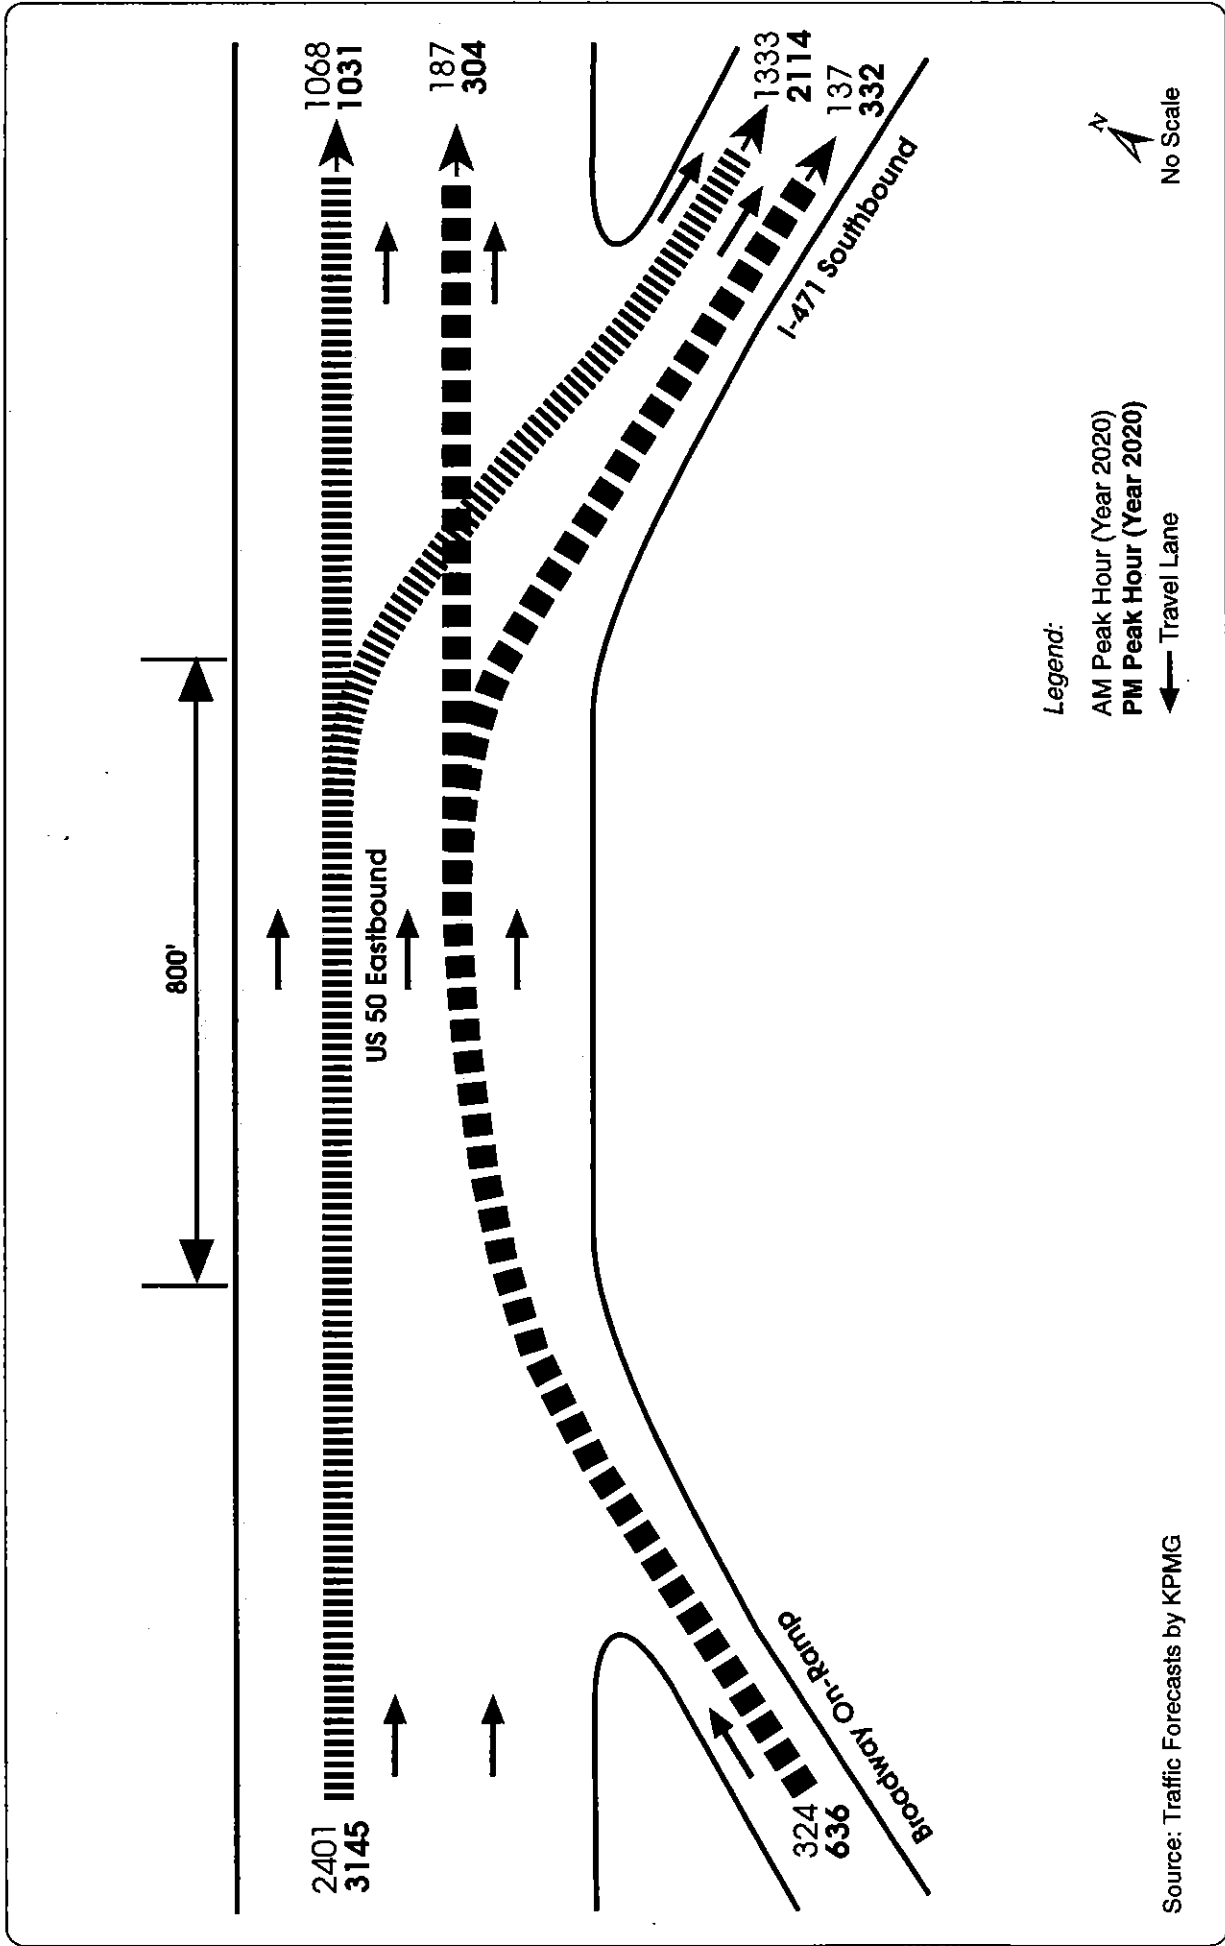 800'
1068
1031
187
304
1333
2114
137
332
US 50 Eastbound
I-471 Southbound
2401
3145
324
636
Broadway On-Ramp
N
No Scale
Legend:
AM Peak Hour (Year 2020)
PM Peak Hour (Year 2020)
Travel Lane
Source: Traffic Forecasts by KPMG